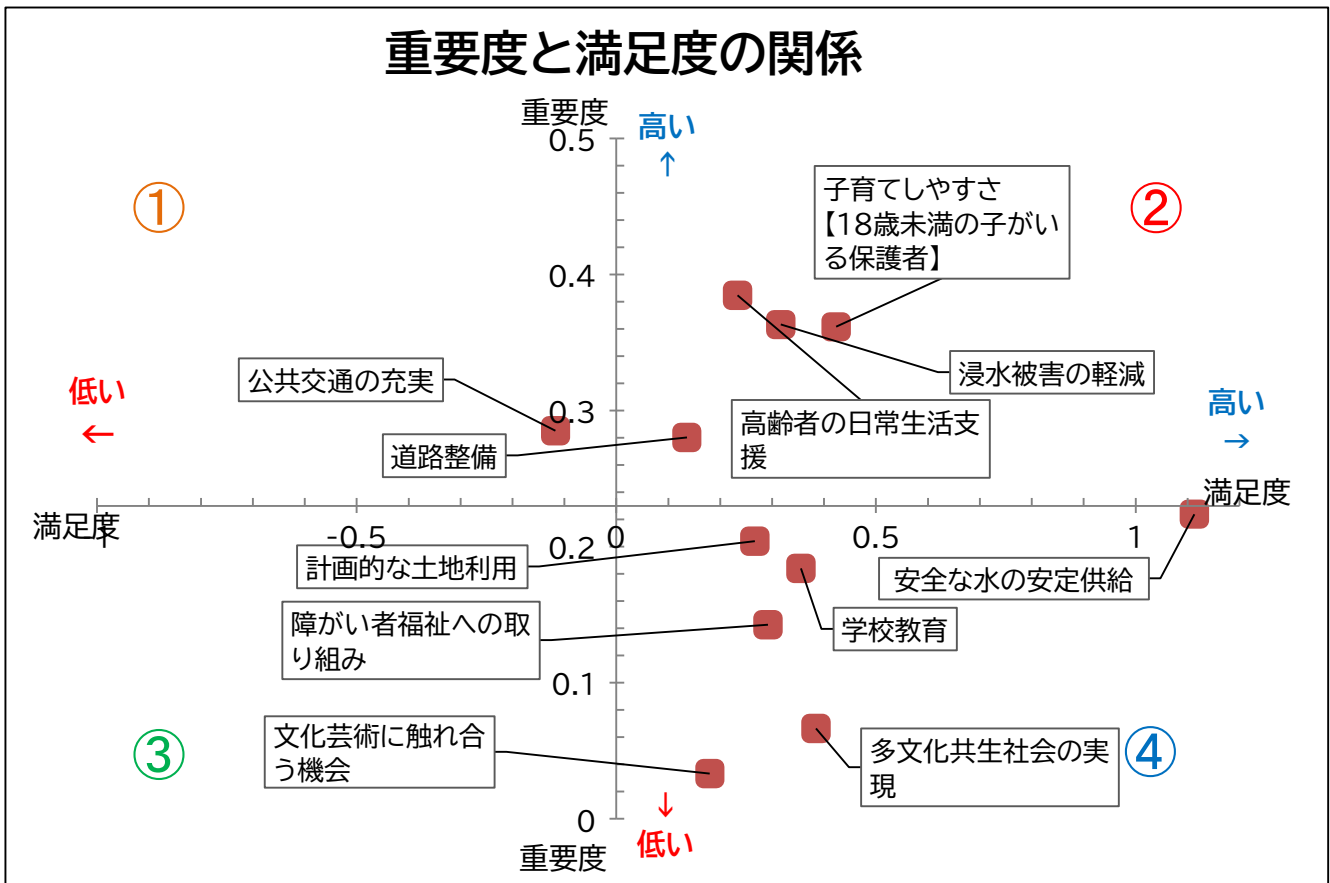 重要度と満足度の関係
重要度
高い
↑
0.5
①
②
子育てしやすさ
【18歳未満の子がい
る保護者】
0.4
公共交通の充実
浸水被害の軽減
低い
←
高い
→
0.3
高齢者の日常生活支
援
道路整備
満足度
満足度
-1
-0.5
0
0.5
1
0.2
計画的な土地利用
安全な水の安定供給
障がい者福祉への取
り組み
学校教育
0.1
③
文化芸術に触れ合
う機会
多文化共生社会の実
現
④
0
↓
低い
重要度